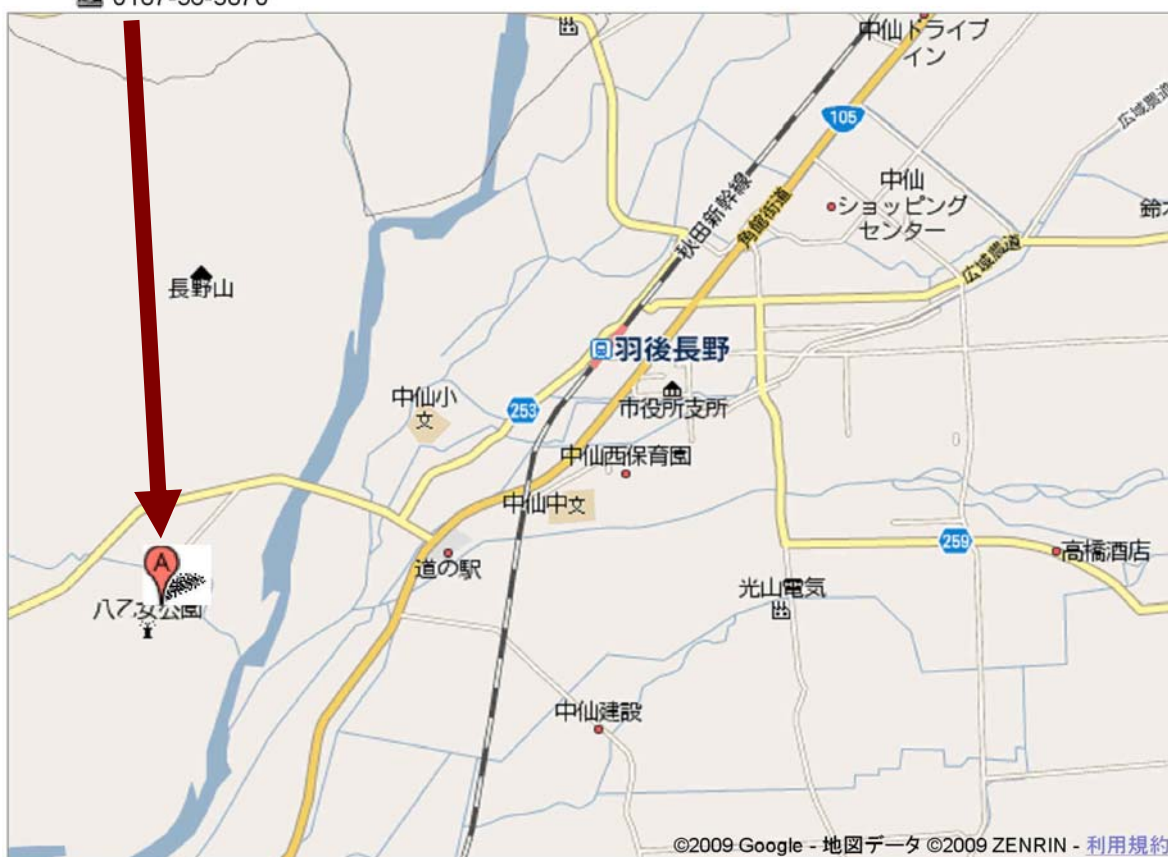 中仙ドライブ
イン
105
広域農道
中仙
ショッピング
センター
秋田新幹線
角館街道
広域農道
長野山
羽後長野
中仙小
文
253
市役所支所
中仙西保育園
中仙中文
259
高橋酒店
道の駅
A
八乙女公園
光山電気
中仙建設
©2009 Google - 地図データ ©2009 ZENRIN - 利用規約